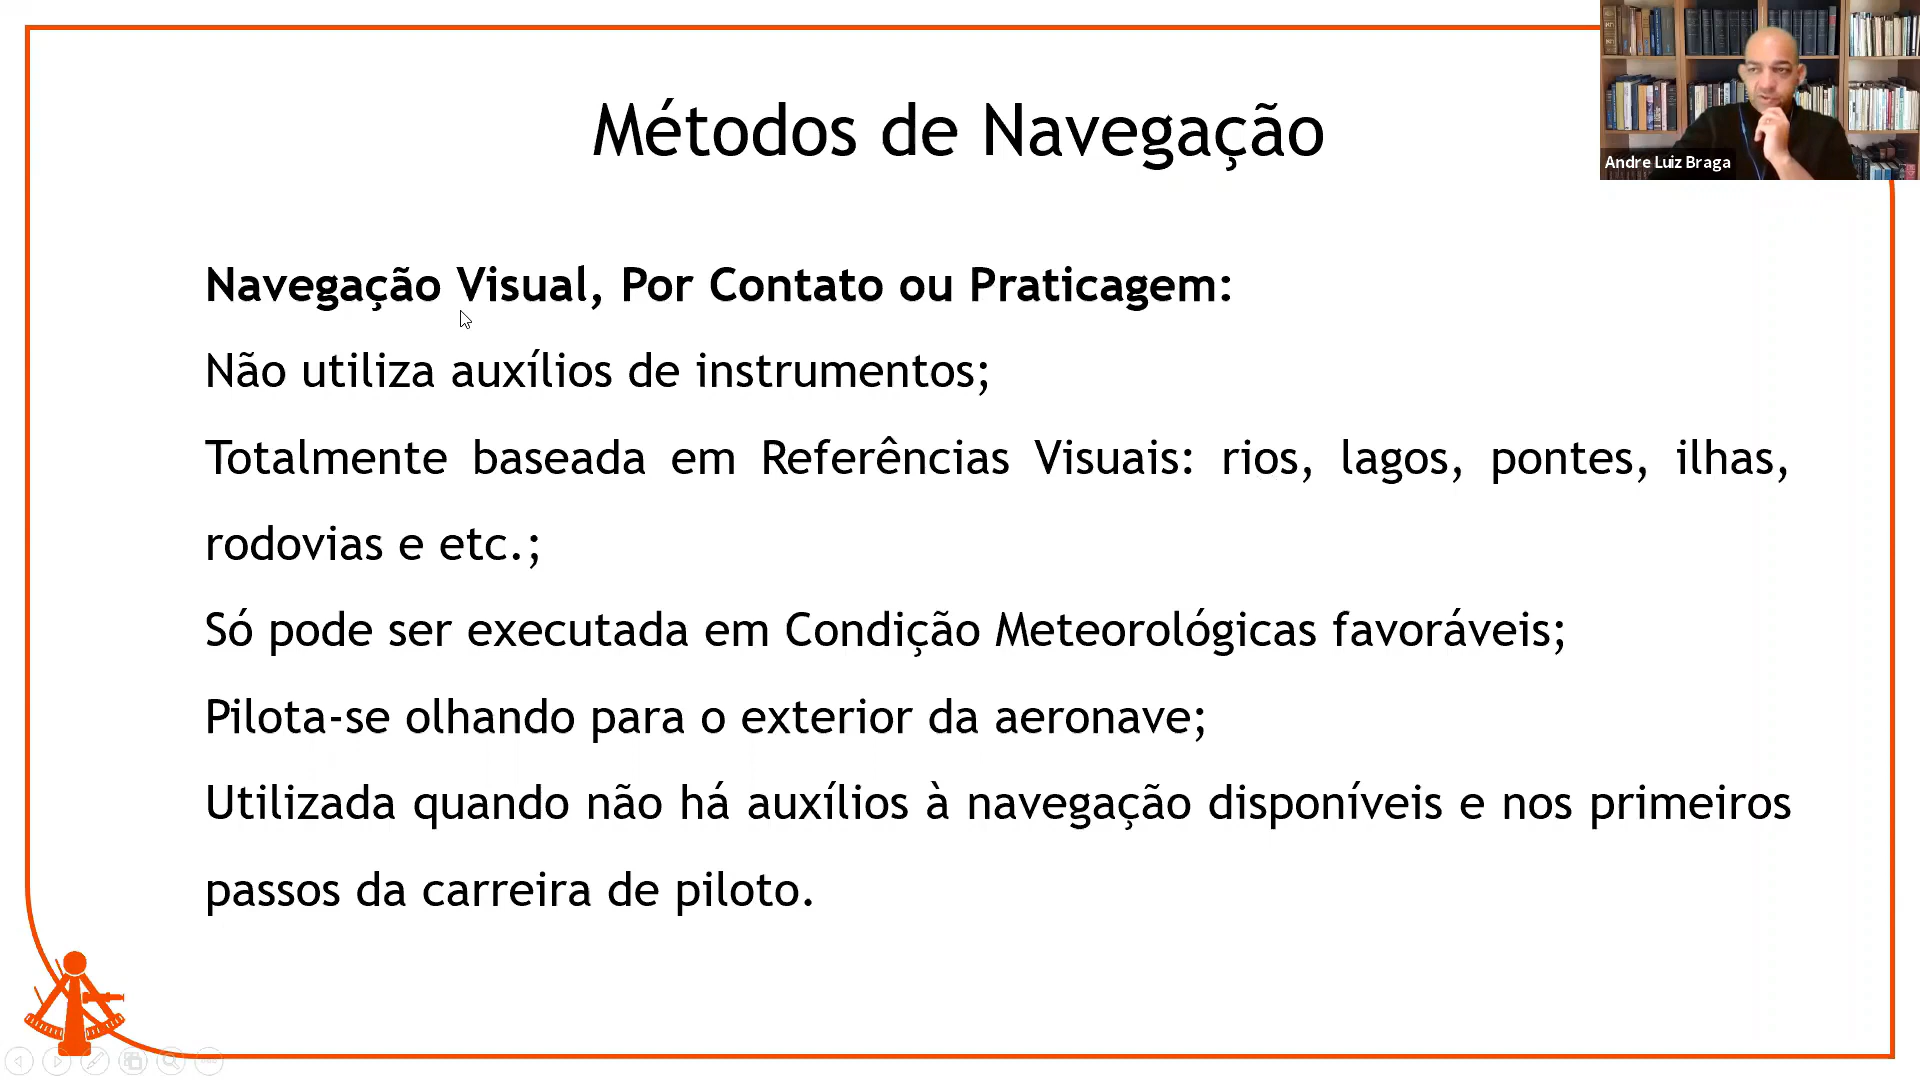 Métodos de Navegação
Andre Luiz Braga
Navegação Visual, Por Contato ou Praticagem:
Não utiliza auxílios de instrumentos;
Totalmente baseada em Referências Visuais: rios, lagos, pontes, ilhas,
rodovias e etc.;
Só pode ser executada em Condição Meteorológicas favoráveis;
Pilota-se olhando para o exterior da aeronave;
Utilizada quando não há auxílios à navegação disponíveis e nos primeiros
passos da carreira de piloto.